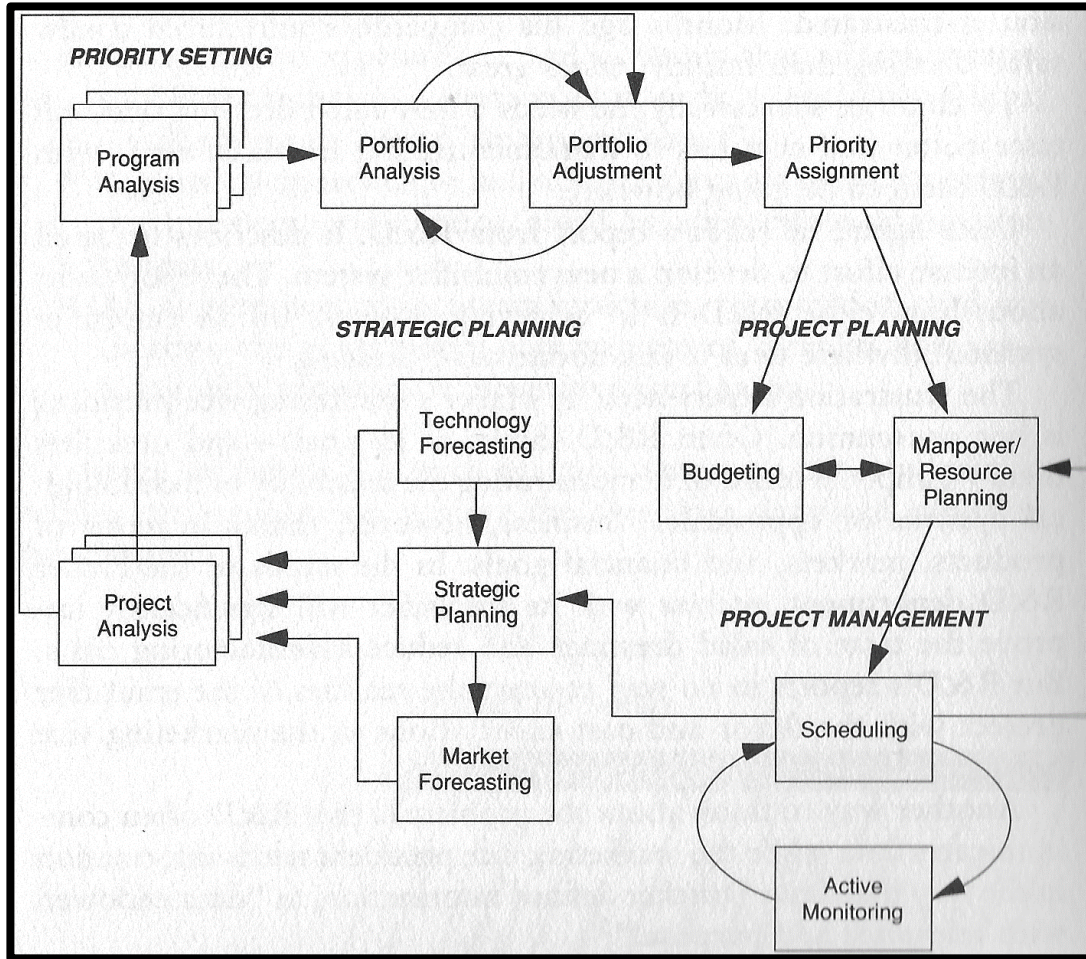 PRIORITY SETTING
Program
Analysis
Portfolio
Analysis
Portfolio
Adjustment
Priority
Assignment
STRATEGIC PLANNING
PROJECT PLANNING
Technology
Forecasting
Budgeting
Manpower/
Resource
Planning
Project
Analysis
Strategic
Planning
PROJECT MANAGEMENT
Market
Forecasting
Scheduling
Active
Monitoring